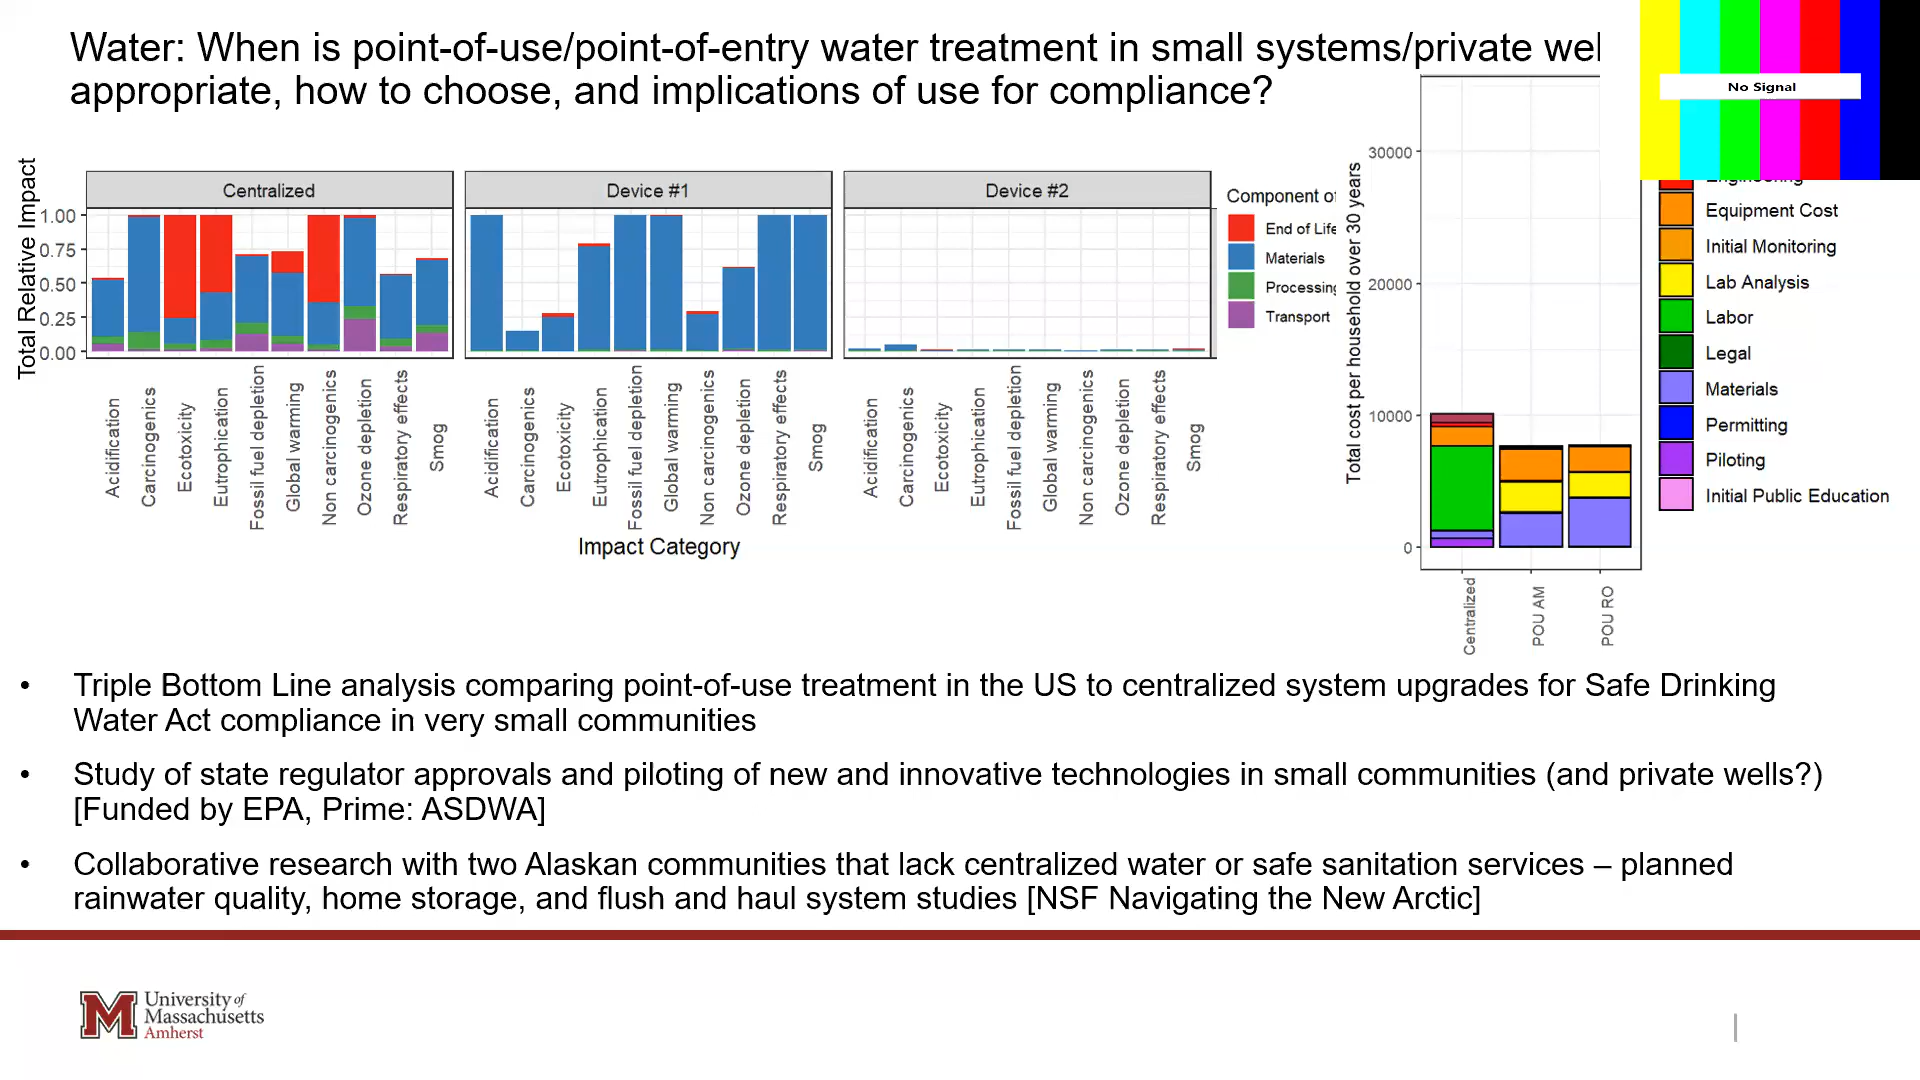 Water: When is point-of-use/point-of-entry water treatment in small systems/private
appropriate, how to choose, and implications of use for compliance?
No Signal
Total Relative Impact
Centralized
Device #1
Device #2
1.00
0.75
0.50
0.25
0.00
Acidification
Carcinogenics
Ecotoxicity
Eutrophication
Fossil fuel depletion
Global warming
Non carcinogenics
Ozone depletion
Respiratory effects
Smog
Acidification
Carcinogenics
Ecotoxicity
Eutrophication
Fossil fuel depletion
Global warming
Non carcinogenics
Ozone depletion
Respiratory effects
Smog
Acidification
Carcinogenics
Ecotoxicity
Eutrophication
Fossil fuel depletion
Global warming
Non carcinogenics
Ozone depletion
Respiratory effects
Smog
Impact Category
Component of
End of Life
Materials
Processing
Transport
Total cost per household over 30 years
30000
20000
10000
0
Centralized
POU AM
POU RO
Equipment Cost
Initial Monitoring
Lab Analysis
Labor
Legal
Materials
Permitting
Piloting
Initial Public Education
• Triple Bottom Line analysis comparing point-of-use treatment in the US to centralized system upgrades for Safe Drinking
Water Act compliance in very small communities
• Study of state regulator approvals and piloting of new and innovative technologies in small communities (and private wells?)
[Funded by EPA, Prime: ASDWA]
• Collaborative research with two Alaskan communities that lack centralized water or safe sanitation services – planned
rainwater quality, home storage, and flush and haul system studies [NSF Navigating the New Arctic]
University of
Massachusetts
Amherst